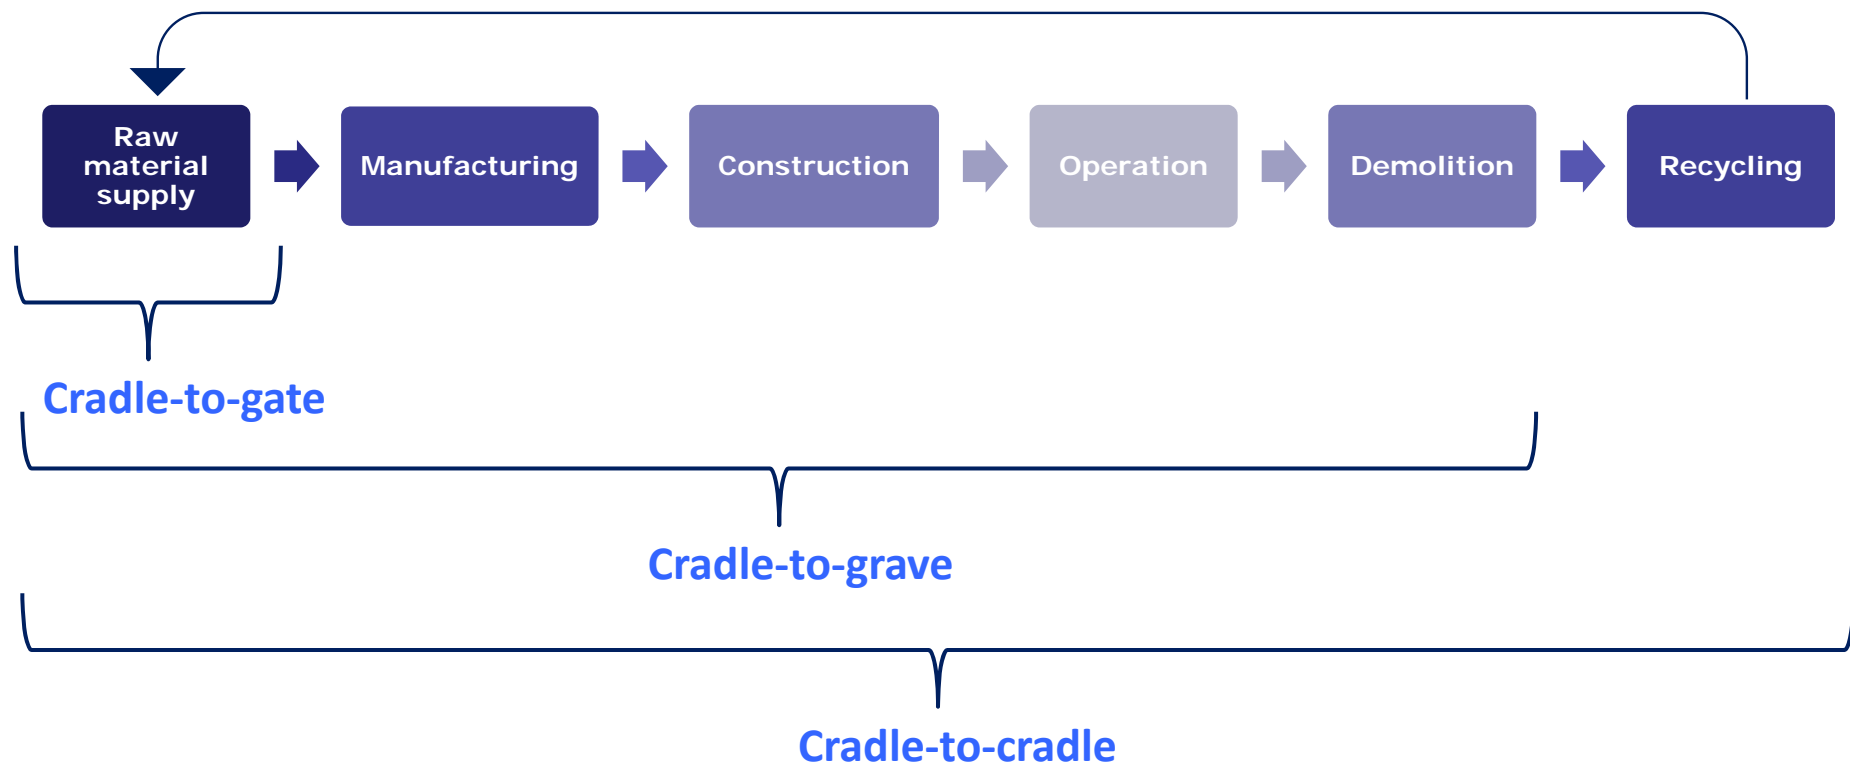 Raw
material
supply
Manufacturing
Construction
Operation
Demolition
Recycling
Cradle-to-gate
Cradle-to-grave
Cradle-to-cradle